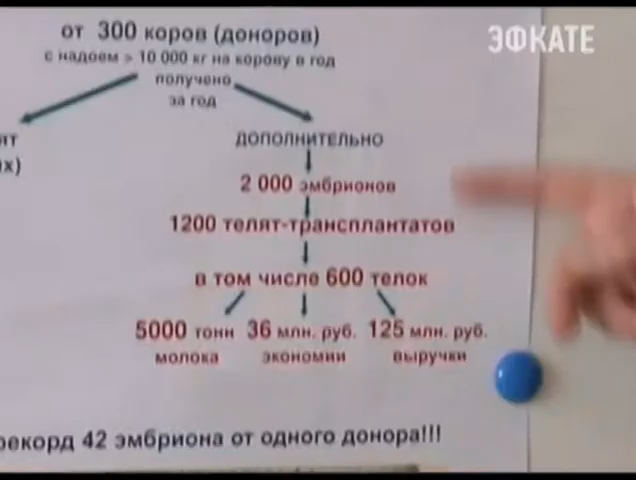 от 300 коров (доноров)
ЭФКАТЕ
с надоем > 10 000 кг на корову в год
получено
за год
дополнительно
2 000 эмбрионов
1200 телят-трансплантатов
в том числе 600 телок
5000 тонн молока
36 млн. руб. экономии
125 млн. руб. выручки
рекорд 42 эмбриона от одного донора!!!